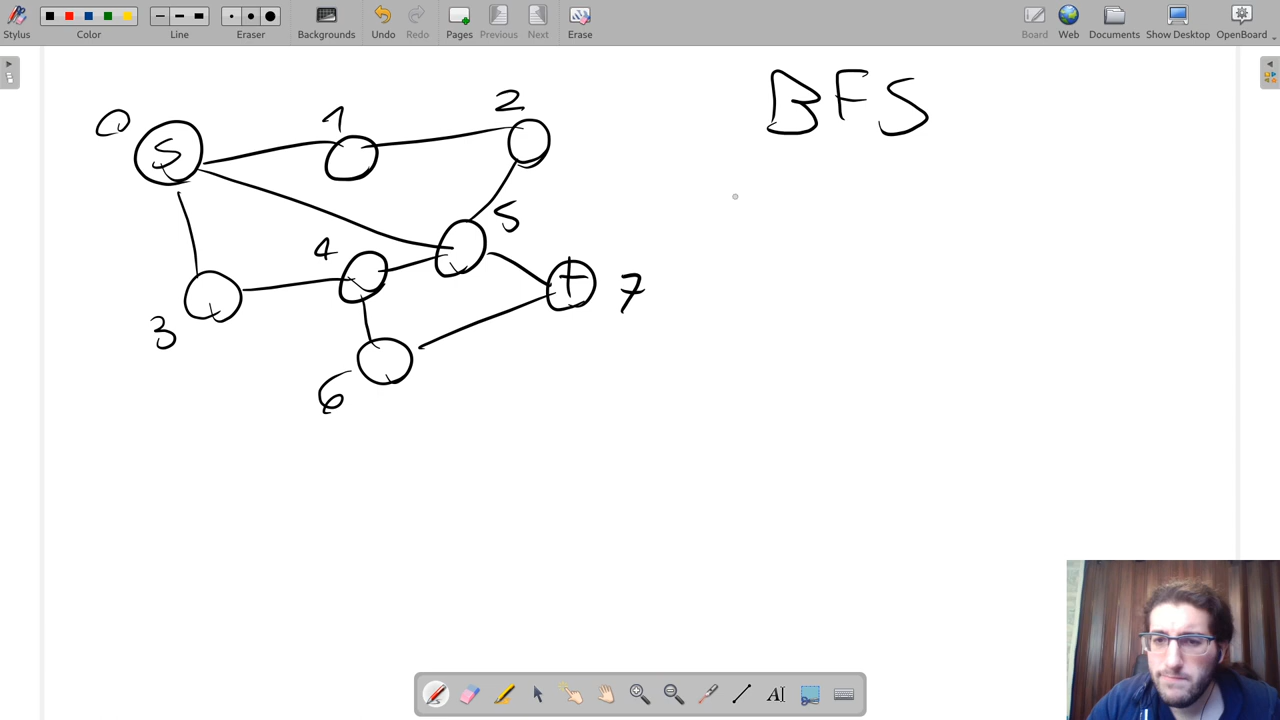 Stylus Color Line Eraser Backgrounds Undo Redo Pages Previous Next Erase Board Web Documents Show Desktop OpenBoard
BFS
0 S 1 2
4 5
3 t 7
6
AI